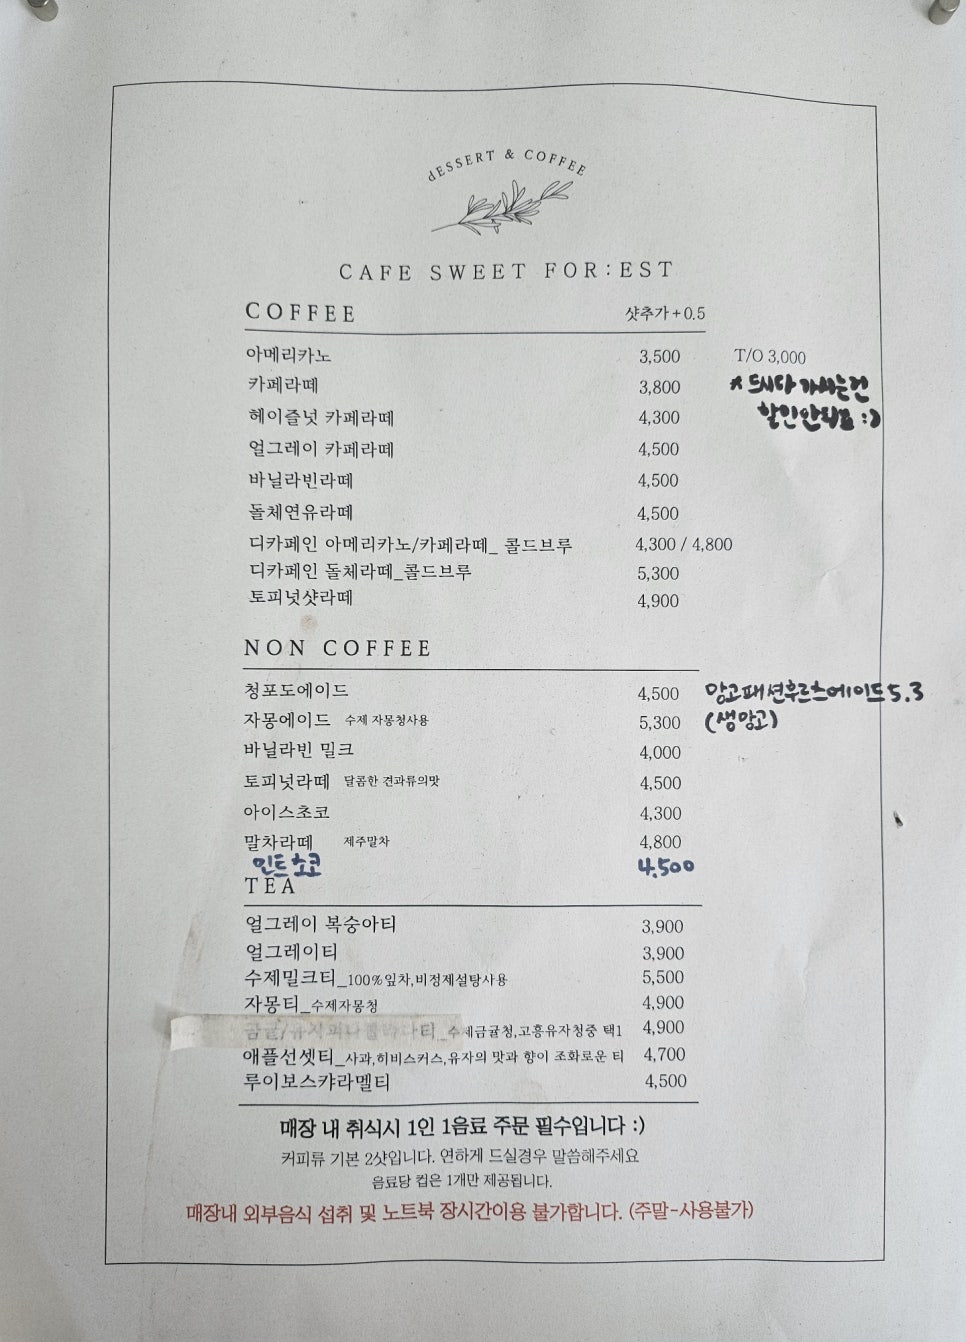 dESSERT & COFFEE
CAFE SWEET FOR:EST
COFFEE 샷추가+0.5
아메리카노 3,500 T/O 3,000
카페라떼 3,800 * 드시다 가시는건
헤이즐넛 카페라떼 4,300 할인안되요 :)
얼그레이 카페라떼 4,500
바닐라빈라떼 4,500
돌체연유라떼 4,500
디카페인 아메리카노/카페라떼_ 콜드브루 4,300 / 4,800
디카페인 돌체라떼_콜드브루 5,300
토피넛샷라떼 4,900
NON COFFEE
청포도에이드 4,500 망고패션후르츠에이드 5.3
자몽에이드 수제 자몽청사용 5,300 (생망고)
바닐라빈 밀크 4,000
토피넛라떼 달콤한 견과류의맛 4,500
아이스초코 4,300
말차라떼 제주말차 4,800
민트초코 4.500
TEA
얼그레이 복숭아티 3,900
얼그레이티 3,900
수제밀크티_100%잎차,비정제설탕사용 5,500
자몽티_수제자몽청 4,900
수제금귤청,고흥유자청중 택1 4,900
애플선셋티_사과,히비스커스,유자의 맛과 향이 조화로운 티 4,700
루이보스캬라멜티 4,500
매장 내 취식시 1인 1음료 주문 필수입니다 :)
커피류 기본 2샷입니다. 연하게 드실경우 말씀해주세요
음료당 컵은 1개만 제공됩니다.
매장내 외부음식 섭취 및 노트북 장시간이용 불가합니다. (주말-사용불가)